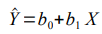 Ŷ = b₀ + b₁ X